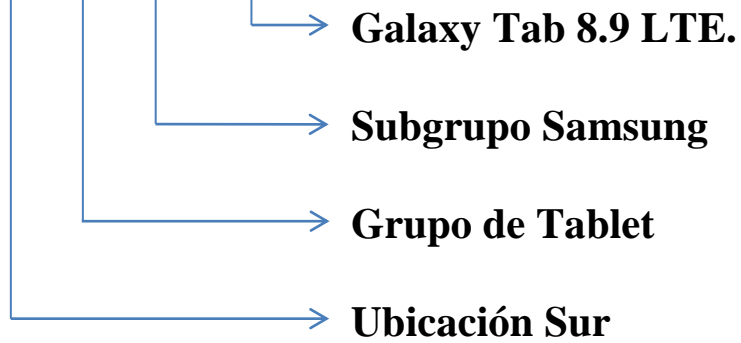 Galaxy Tab 8.9 LTE.
Subgrupo Samsung
Grupo de Tablet
Ubicación Sur